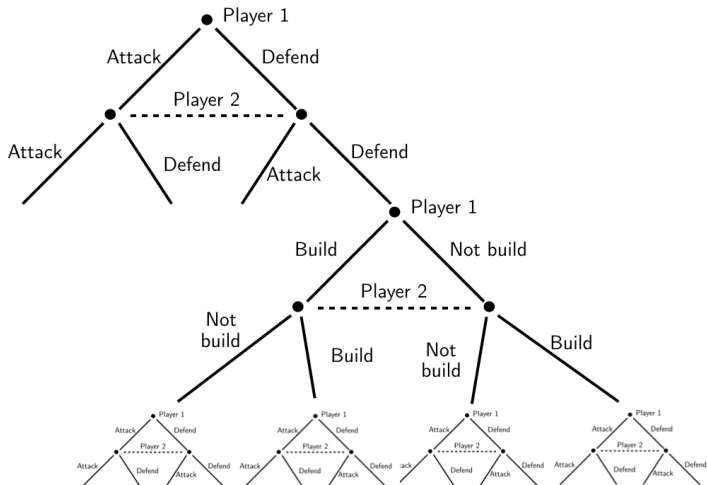 Player 1
Attack
Defend
Player 2
Attack
Defend
Attack
Defend
Player 1
Build
Not build
Player 2
Not
build
Build
Not
build
Build
Player 1
Attack
Defend
Player 2
Attack
Defend
Attack
Defend
Player 1
Attack
Defend
Player 2
Attack
Defend
Attack
Defend
Player 1
Attack
Defend
Player 2
Defend
Attack
Defend
Player 1
Attack
Defend
Player 2
Attack
Defend
Attack
Defend